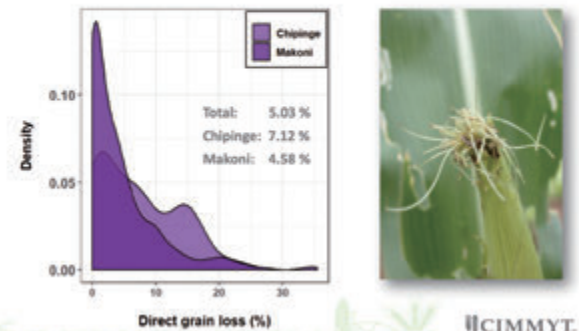 Chipinge
Makoni
0.10
0.05
0.00
Density
Total: 5.03 %
Chipinge: 7.12 %
Makoni: 4.58 %
0 10 20 30
Direct grain loss (%)
CIMMYT